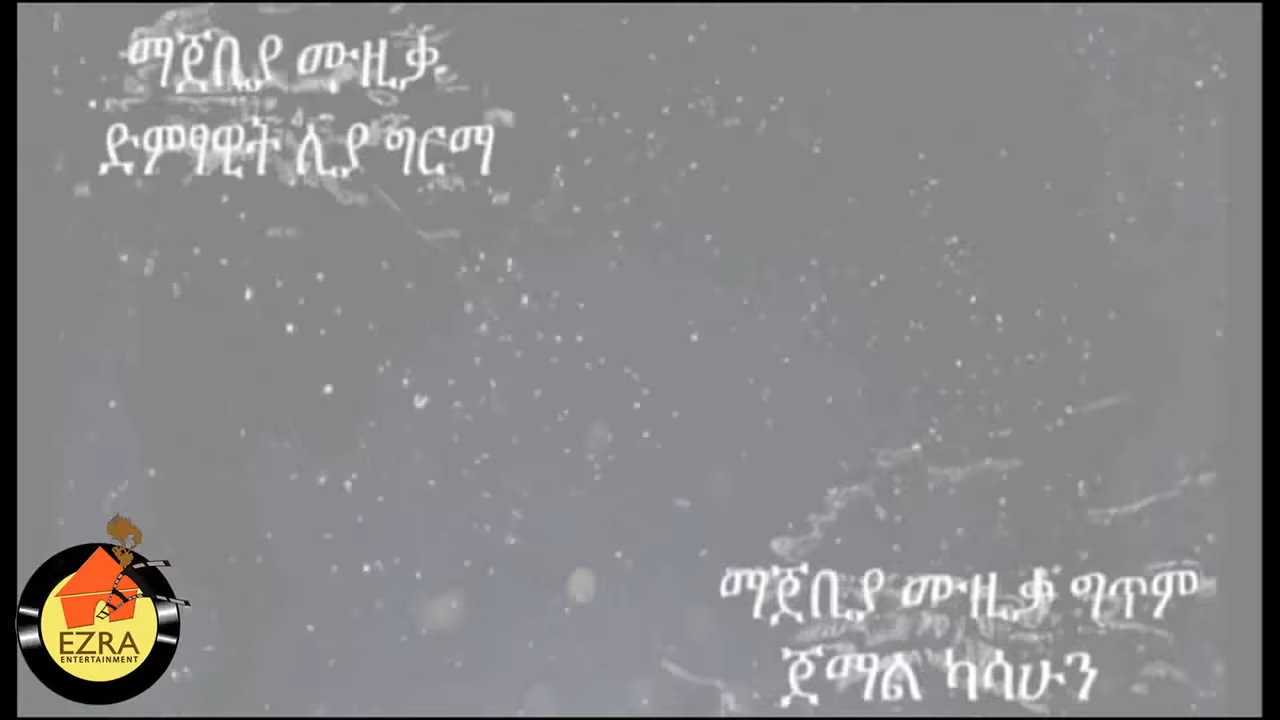 ማጀቢያ ሙዚቃ
ድምፃዊት ሊያ ግርማ
ማጀቢያ ሙዚቃ ግጥም
ጀማል ካሳሁን
EZRA
ENTERTAINMENT